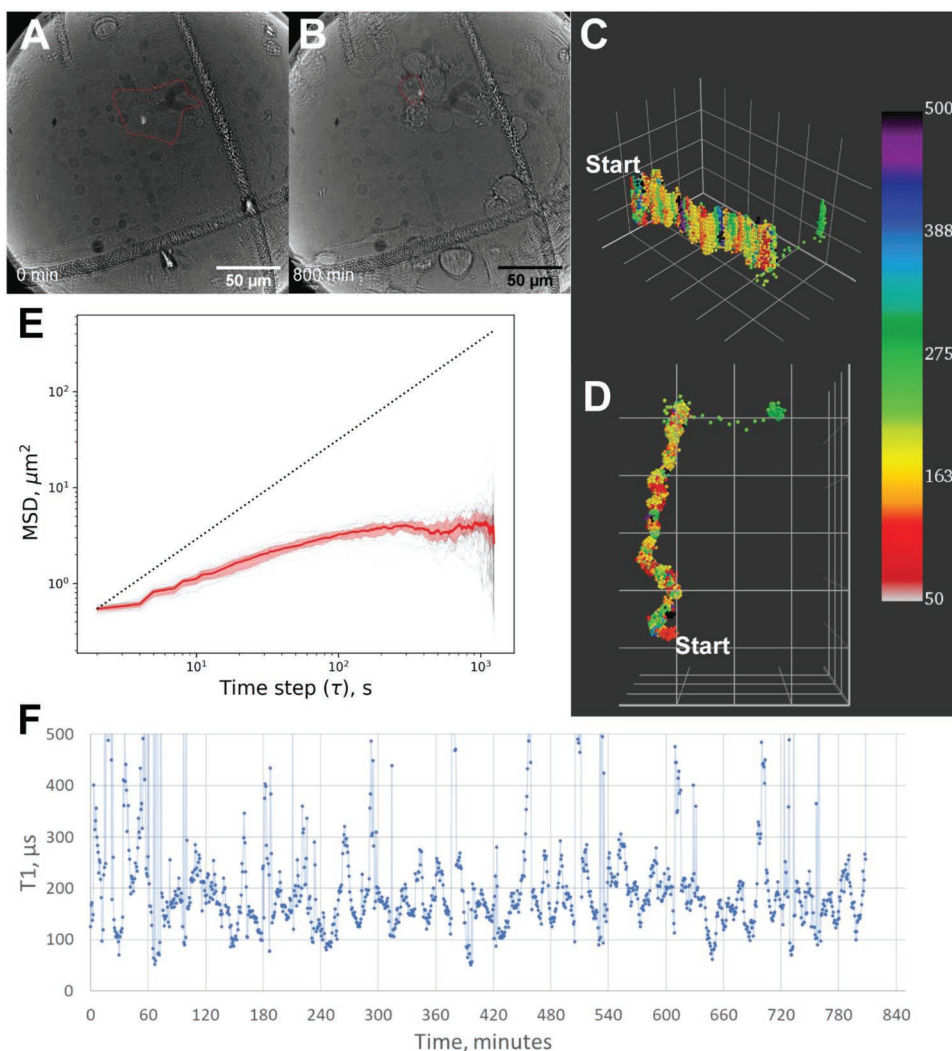 A
0 min
50 µm
B
800 min
50 µm
C
Start
500
388
275
163
50
D
Start
E
MSD, µm²
10²
10¹
10⁰
10¹
10²
10³
Time step (τ), s
F
T1, µs
500
400
300
200
100
0
0 60 120 180 240 300 360 420 480 540 600 660 720 780 840
Time, minutes